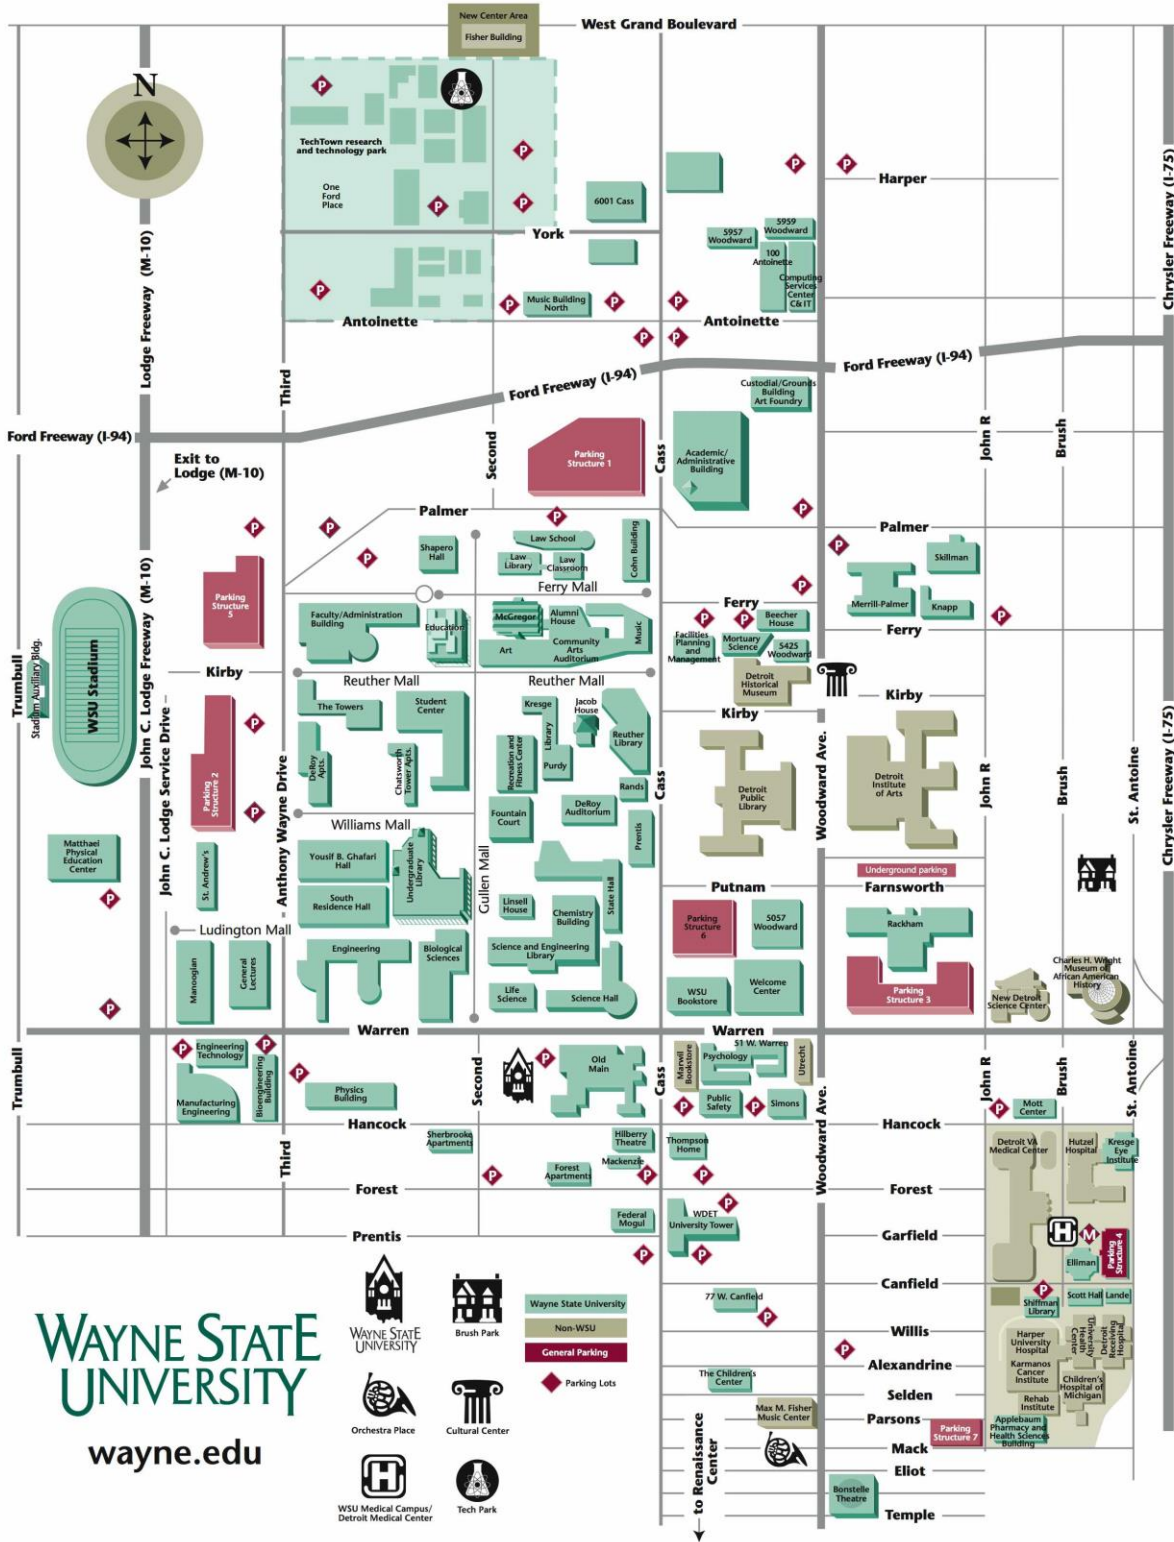 New Center Area
Fisher Building
West Grand Boulevard
N
TechTown research
and technology park
One
Ford
Place
6001 Cass
Harper
York
5957
Woodward
5959
Woodward
100
Antoinette
Computing
Services
Center
C& IT
Music Building
North
Antoinette
Antoinette
Lodge Freeway (M-10)
Third
Chrysler Freeway (I-75)
Ford Freeway (I-94)
Ford Freeway (I-94)
Ford Freeway (I-94)
Custodial/Grounds
Building
Art Foundry
Exit to
Lodge (M-10)
Second
Parking
Structure 1
Cass
Academic/
Administrative
Building
John R
Brush
Palmer
Palmer
Shapero
Hall
Law School
Law
Library
Law
Classroom
Cohn Building
Skillman
Merrill-Palmer
Knapp
Parking
Structure
5
Ferry Mall
Ferry
Ferry
Faculty/Administration
Building
Education
McGregor
Alumni
House
Art
Community
Arts
Auditorium
Music
Beecher
House
Facilities
Planning
and
Management
Mortuary
Science
5425
Woodward
Detroit
Historical
Museum
Trumbull
Stadium Auxiliary Bldg.
WSU Stadium
John C. Lodge Freeway (M-10)
Kirby
Reuther Mall
Reuther Mall
Kirby
Kirby
The Towers
Student
Center
DeRoy
Apts.
Chatsworth
Tower Apts.
Kresge
Library
Purdy
Jacob
House
Recreation and
Fitness Center
Reuther
Library
Rands
Parking
Structure 2
John C. Lodge Service Drive
Anthony Wayne Drive
Cass
Detroit
Public
Library
Woodward Ave.
Detroit
Institute
of Arts
John R
Brush
St. Antoine
Chrysler Freeway (I-75)
Fountain
Court
DeRoy
Auditorium
Prentis
Williams Mall
Matthaei
Physical
Education
Center
St. Andrew's
Yousif B. Ghafari
Hall
South
Residence Hall
Undergraduate
Library
Gullen Mall
Linsell
House
Chemistry
Building
State Hall
Science and Engineering
Library
Underground parking
Putnam
Farnsworth
Parking
Structure
6
5057
Woodward
Rackham
Ludington Mall
Manoogian
General
Lectures
Engineering
Biological
Sciences
Life
Science
Science Hall
WSU
Bookstore
Welcome
Center
Parking
Structure 3
New Detroit
Science Center
Charles H. Wright
Museum of
African American
History
Warren
Warren
Trumbull
Engineering
Technology
Manufacturing
Engineering
Bioengineering
Building
Physics
Building
Third
Second
Old
Main
Cass
Marwil
Bookstore
Psychology
51 W. Warren
Utrecht
Public
Safety
Simons
Woodward Ave.
John R
Brush
St. Antoine
Mott
Center
Hancock
Hancock
Sherbrooke
Apartments
Hilberry
Theatre
Mackenzie
Forest
Apartments
Thompson
Home
Detroit VA
Medical Center
Hutzel
Hospital
Kresge
Eye
Institute
Forest
Forest
Federal
Mogul
WDET
University Tower
Prentis
Garfield
H
M
Parking
Structure 4
Elliman
Canfield
77 W. Canfield
Shiffman
Library
Scott Hall
Lande
Willis
Harper
University
Hospital
University
Health
Center
Detroit
Receiving
Hospital
Alexandrine
The Children's
Center
Karmanos
Cancer
Institute
Children's
Hospital of
Michigan
Selden
Rehab
Institute
Max M. Fisher
Music Center
Parsons
Parking
Structure 7
Applebaum
Pharmacy and
Health Sciences
Building
Mack
to Renaissance
Center
Eliot
Bonstelle
Theatre
Temple
WAYNE STATE
UNIVERSITY
wayne.edu
WAYNE STATE
UNIVERSITY
Brush Park
Orchestra Place
Cultural Center
H
WSU Medical Campus/
Detroit Medical Center
Tech Park
Wayne State University
Non-WSU
General Parking
Parking Lots